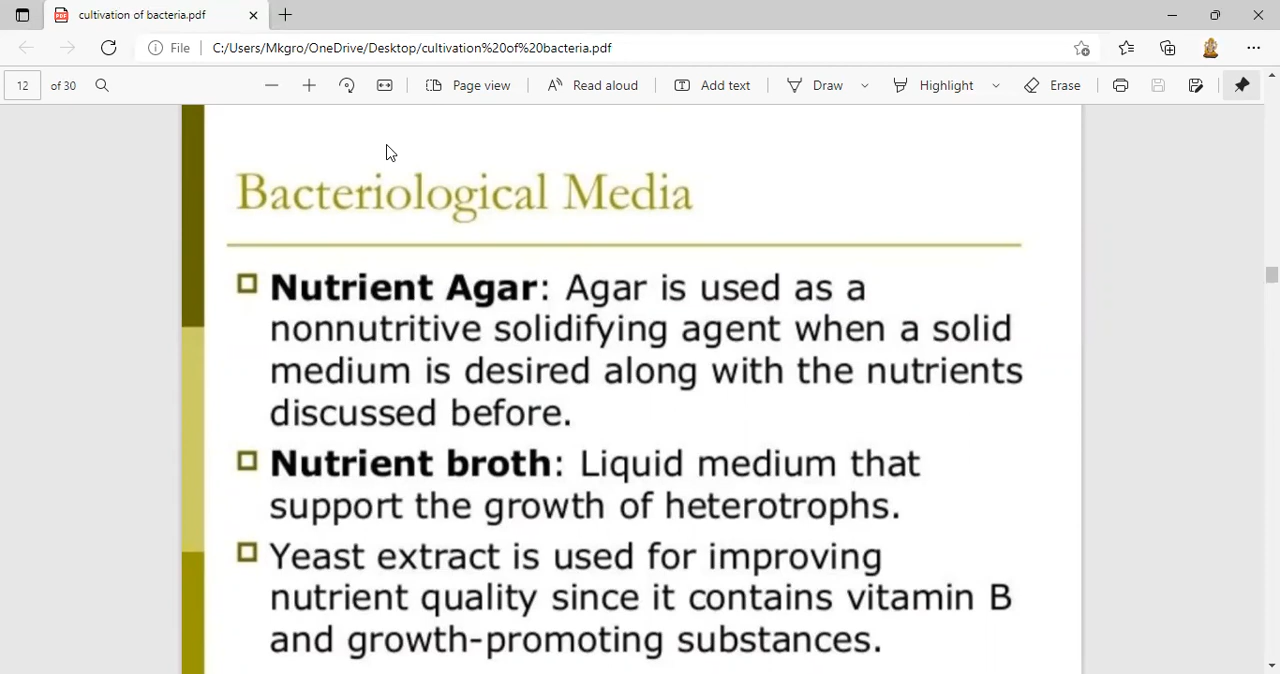 cultivation of bacteria.pdf
File C:/Users/Mkgro/OneDrive/Desktop/cultivation%20of%20bacteria.pdf
12 of 30 Page view Read aloud Add text Draw Highlight Erase
Bacteriological Media
Nutrient Agar: Agar is used as a
nonnutritive solidifying agent when a solid
medium is desired along with the nutrients
discussed before.
Nutrient broth: Liquid medium that
support the growth of heterotrophs.
Yeast extract is used for improving
nutrient quality since it contains vitamin B
and growth-promoting substances.